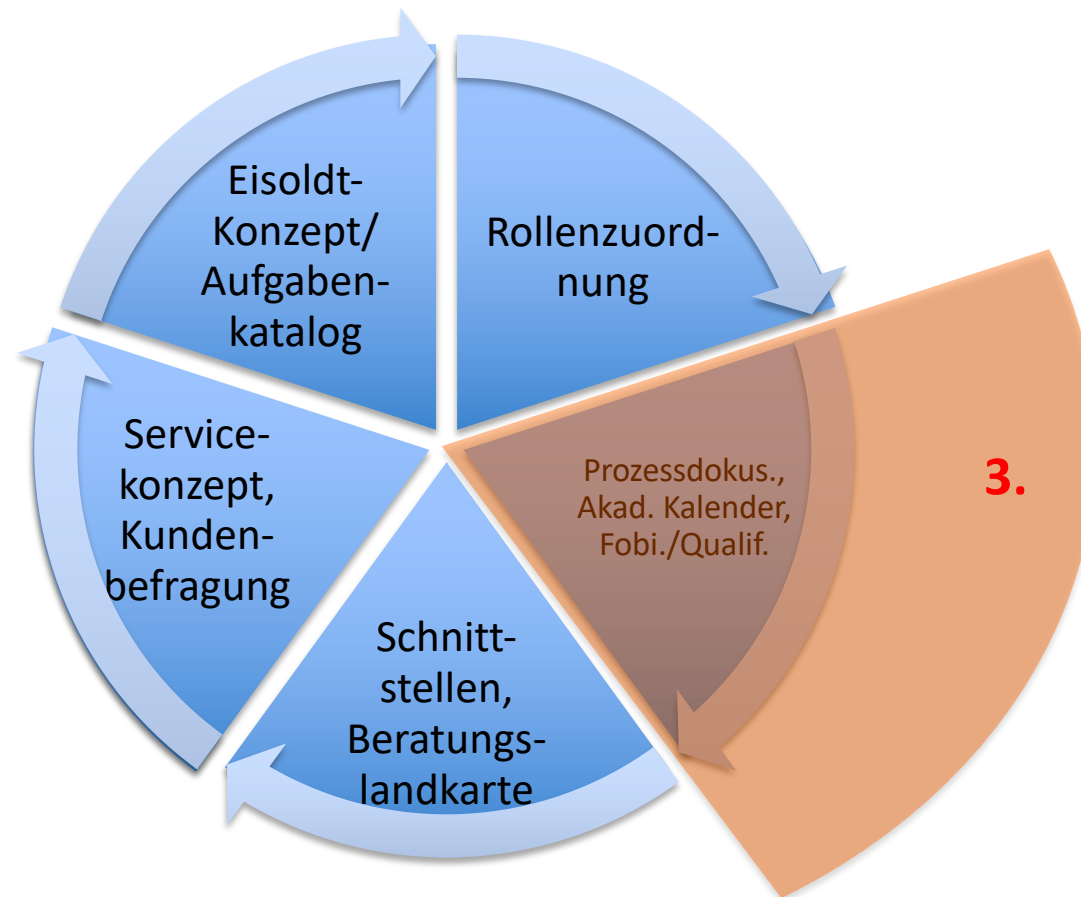 Eisoldt-
Konzept/
Aufgaben-
katalog
Rollenzuord-
nung
Prozessdokus.,
Akad. Kalender,
Fobi./Qualif.
3.
Schnitt-
stellen,
Beratungs-
landkarte
Service-
konzept,
Kunden-
befragung